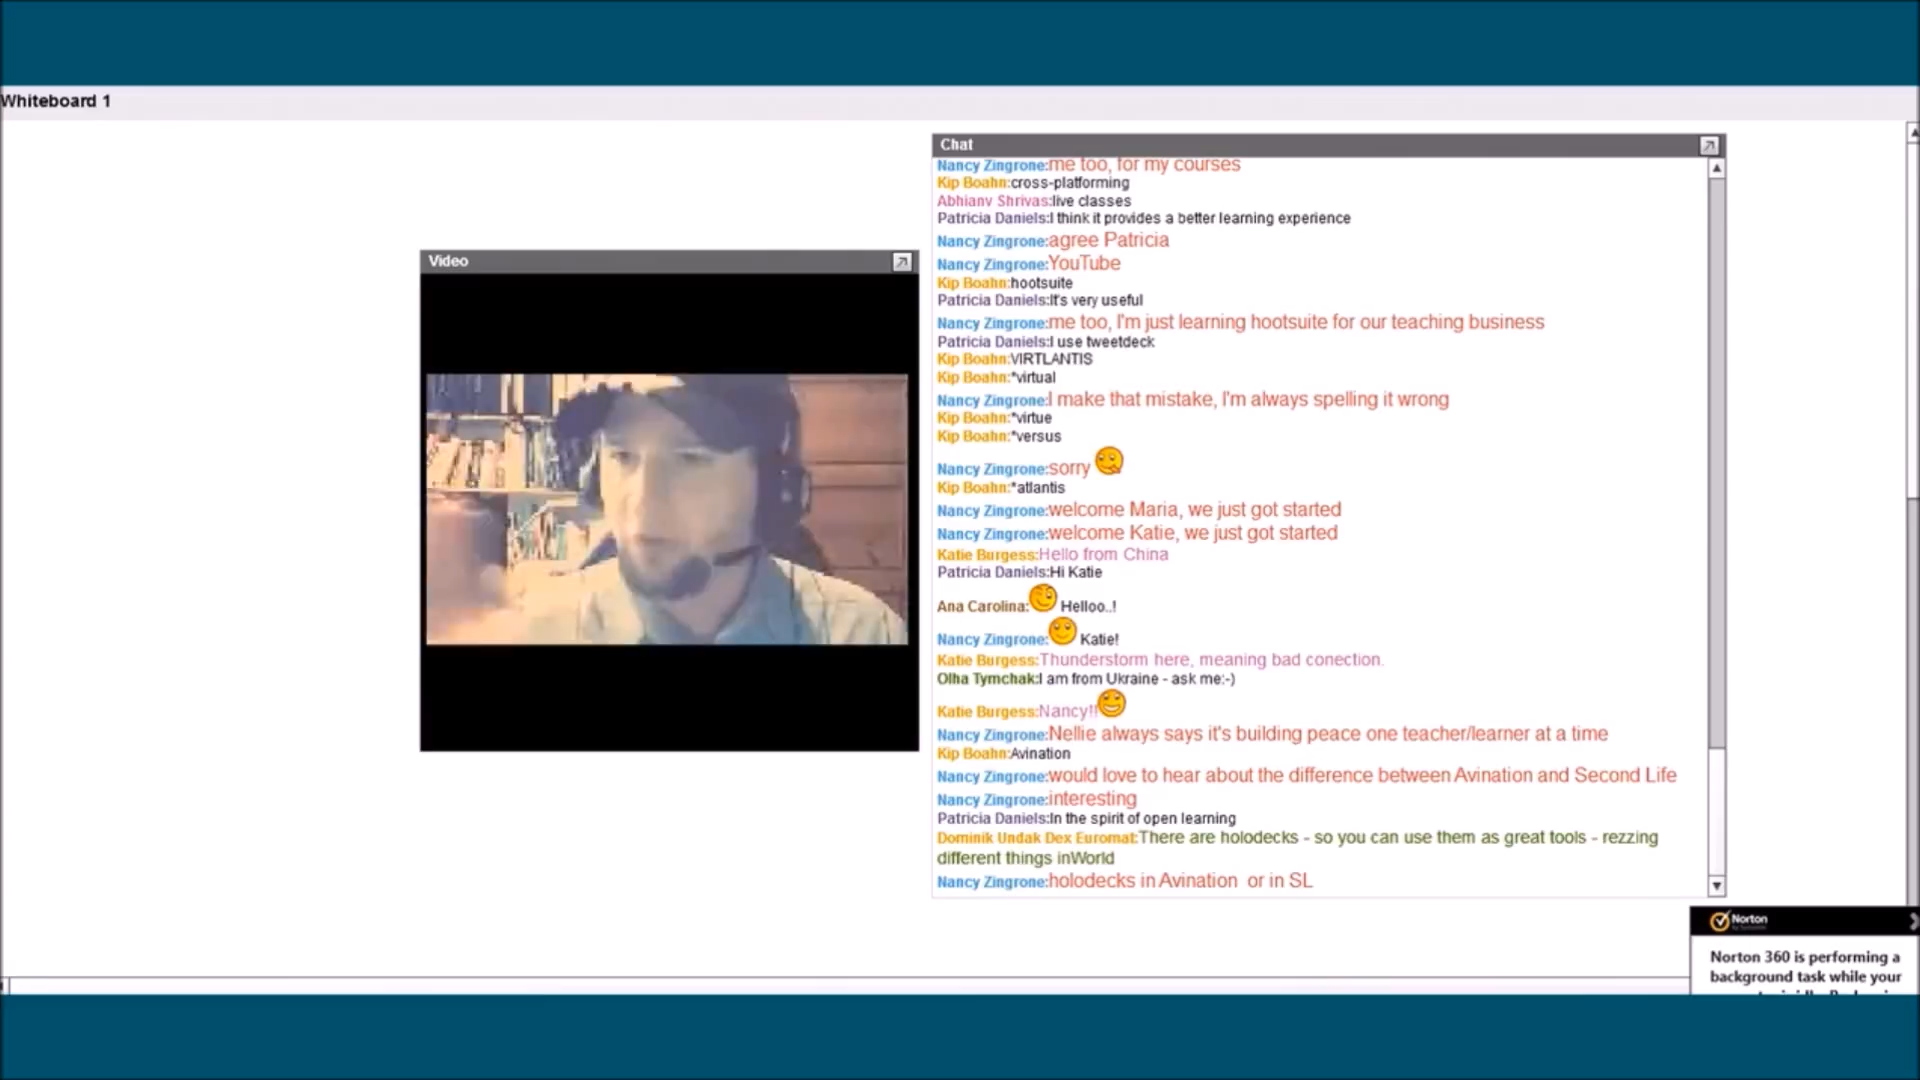 Whiteboard 1
Chat
Nancy Zingrone:me too, for my courses
Kip Boahn:cross-platforming
Abhianv Shrivas:live classes
Patricia Daniels:I think it provides a better learning experience
Nancy Zingrone:agree Patricia
Video
Nancy Zingrone:YouTube
Kip Boahn:hootsuite
Patricia Daniels:It's very useful
Nancy Zingrone:me too, I'm just learning hootsuite for our teaching business
Patricia Daniels:I use tweetdeck
Kip Boahn:VIRTLANTIS
Kip Boahn:*virtual
Nancy Zingrone:I make that mistake, I'm always spelling it wrong
Kip Boahn:*virtue
Kip Boahn:*versus
Nancy Zingrone:sorry
Kip Boahn:*atlantis
Nancy Zingrone:welcome Maria, we just got started
Nancy Zingrone:welcome Katie, we just got started
Katie Burgess:Hello from China
Patricia Daniels:Hi Katie
Ana Carolina: Helloo..!
Nancy Zingrone: Katie!
Katie Burgess:Thunderstorm here, meaning bad conection.
Olha Tymchak:I am from Ukraine - ask me:-)
Katie Burgess:Nancy!!
Nancy Zingrone:Nellie always says it's building peace one teacher/learner at a time
Kip Boahn:Avination
Nancy Zingrone:would love to hear about the difference between Avination and Second Life
Nancy Zingrone:interesting
Patricia Daniels:In the spirit of open learning
Dominik Undak Dex Euromat:There are holodecks - so you can use them as great tools - rezzing
different things inWorld
Nancy Zingrone:holodecks in Avination or in SL
Norton
Norton 360 is performing a
background task while your